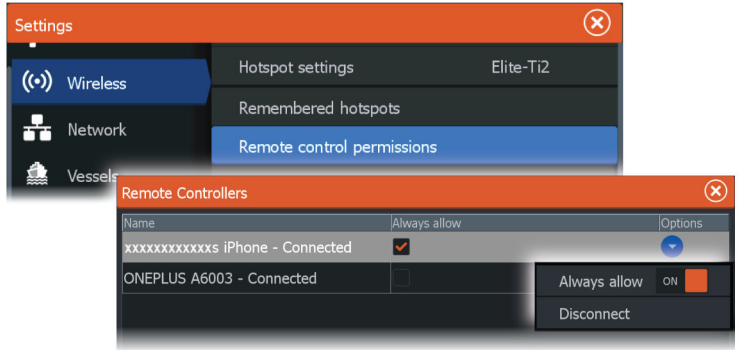 Settings
Wireless
Network
Vessels
Hotspot settings Elite-Ti2
Remembered hotspots
Remote control permissions
Remote Controllers
Name Always allow Options
xxxxxxxxxxxxs iPhone - Connected
ONEPLUS A6003 - Connected
Always allow ON
Disconnect